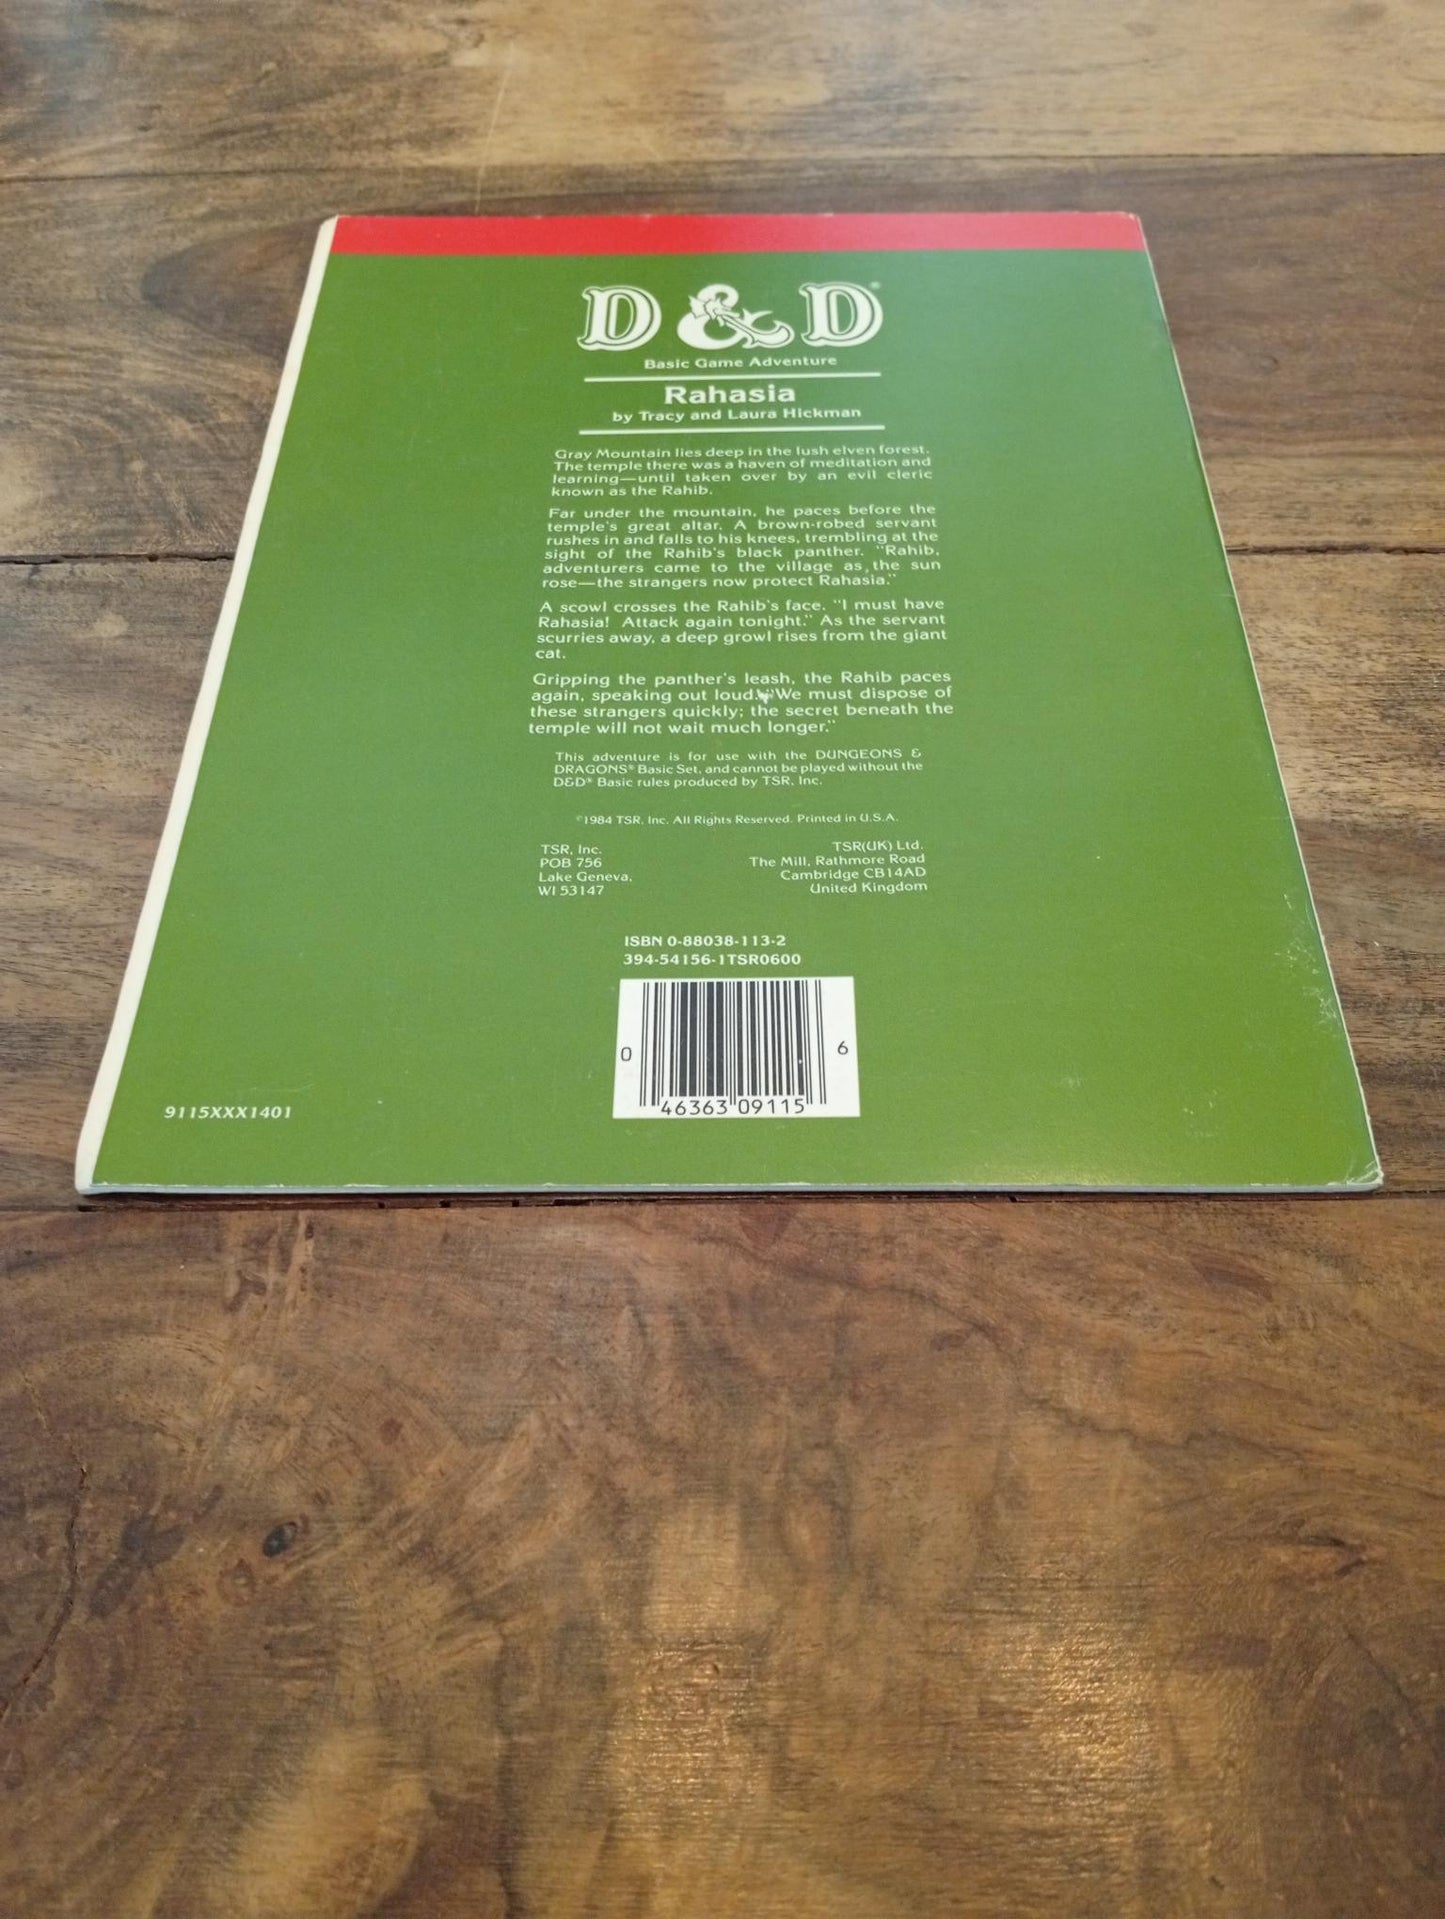 D&D®
Basic Game Adventure
Rahasia
by Tracy and Laura Hickman
Gray Mountain lies deep in the lush elven forest.
The temple there was a haven of meditation and
learning—until taken over by an evil cleric
known as the Rahib.
Far under the mountain, he paces before the
temple's great altar. A brown-robed servant
rushes in and falls to his knees, trembling at the
sight of the Rahib's black panther. "Rahib,
adventurers came to the village as the sun
rose—the strangers now protect Rahasia."
A scowl crosses the Rahib's face. "I must have
Rahasia! Attack again tonight." As the servant
scurries away, a deep growl rises from the giant
cat.
Gripping the panther's leash, the Rahib paces
again, speaking out loud. "We must dispose of
these strangers quickly; the secret beneath the
temple will not wait much longer."
This adventure is for use with the DUNGEONS &
DRAGONS® Basic Set, and cannot be played without the
D&D® Basic rules produced by TSR, Inc.
©1984 TSR, Inc. All Rights Reserved. Printed in U.S.A.
TSR, Inc.
POB 756
Lake Geneva,
WI 53147
TSR(UK) Ltd.
The Mill, Rathmore Road
Cambridge CB14AD
United Kingdom
ISBN 0-88038-113-2
394-54156-1TSR0600
0 46363 09115 6
9115XXX1401